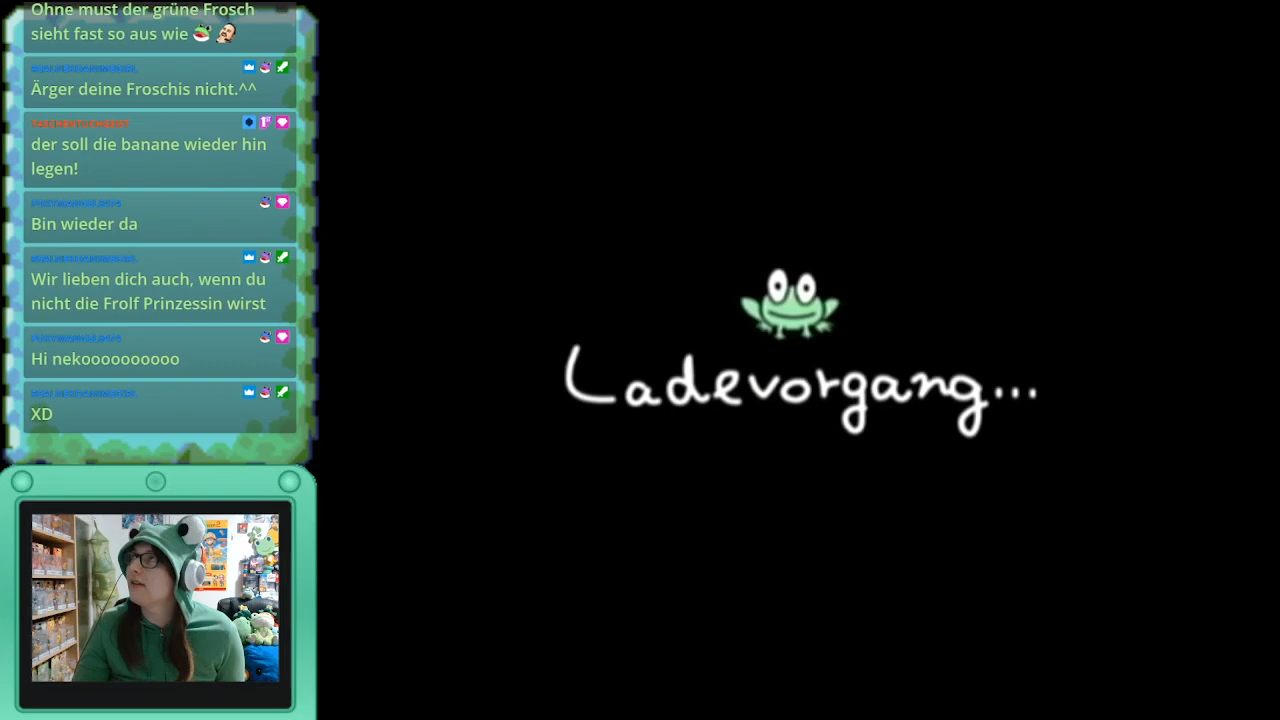 Ohne must der grüne Frosch
sieht fast so aus wie
Ärger deine Froschis nicht.^^
der soll die banane wieder hin
legen!
Bin wieder da
Wir lieben dich auch, wenn du
nicht die Frolf Prinzessin wirst
Hi nekoooooooooo
XD
Ladevorgang...